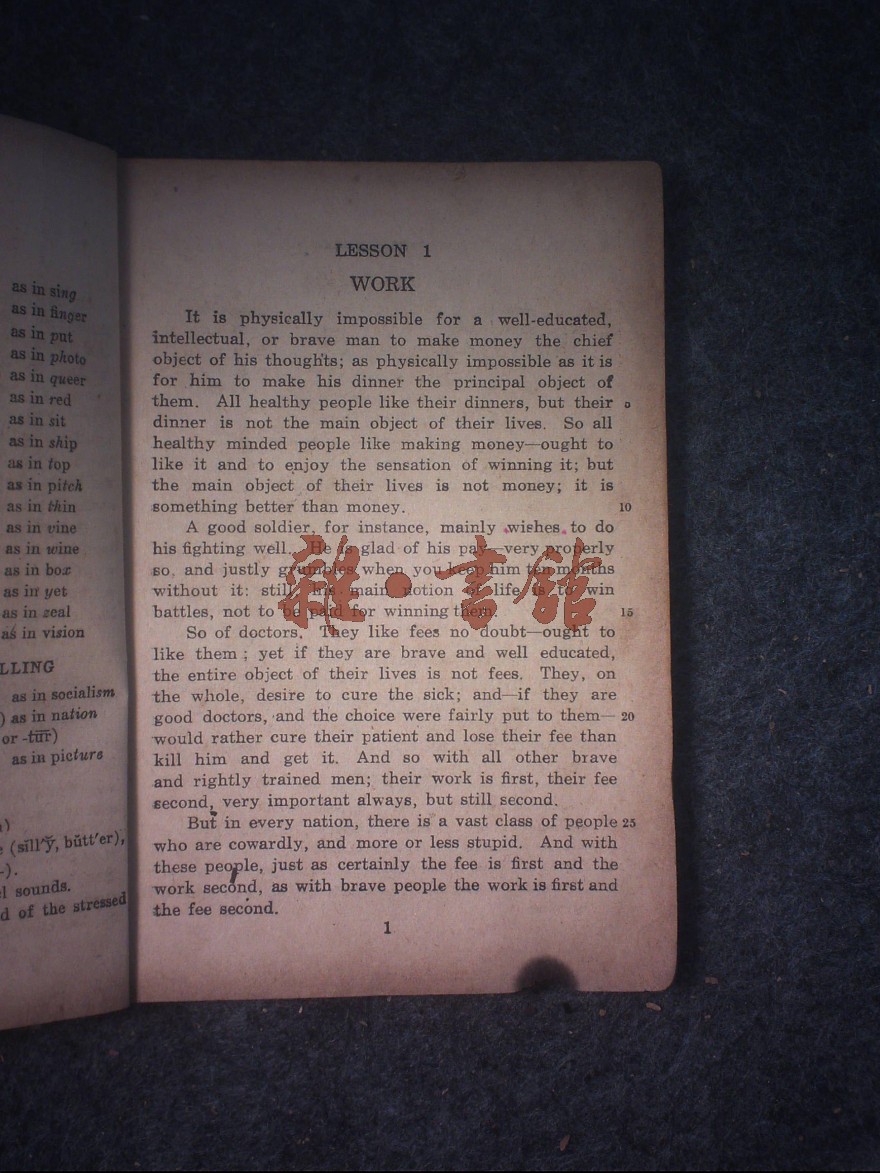 as in sing
as in finger
as in put
as in photo
as in queer
as in red
as in sit
as in ship
as in top
as in pitch
as in thin
as in vine
as in wine
as in box
as in yet
as in zeal
as in vision
LLING
as in socialism
) as in nation
or -tūr)
as in picture
)
(sĭll′y̆, bŭtt′er),
-).
l sounds.
d of the stressed
LESSON 1
WORK
It is physically impossible for a well-educated,
intellectual, or brave man to make money the chief
object of his thoughts; as physically impossible as it is
for him to make his dinner the principal object of
them. All healthy people like their dinners, but their 5
dinner is not the main object of their lives. So all
healthy minded people like making money—ought to
like it and to enjoy the sensation of winning it; but
the main object of their lives is not money; it is
something better than money. 10
A good soldier, for instance, mainly wishes to do
his fighting well. He is glad of his pay—very properly
so, and justly grumbles when you keep him ten months
without it: still, his main notion of life is to win
battles, not to be paid for winning them. 15
So of doctors. They like fees no doubt—ought to
like them; yet if they are brave and well educated,
the entire object of their lives is not fees. They, on
the whole, desire to cure the sick; and—if they are
good doctors, and the choice were fairly put to them— 20
would rather cure their patient and lose their fee than
kill him and get it. And so with all other brave
and rightly trained men; their work is first, their fee
second, very important always, but still second.
But in every nation, there is a vast class of people 25
who are cowardly, and more or less stupid. And with
these people, just as certainly the fee is first and the
work second, as with brave people the work is first and
the fee second.
1
雜·書館